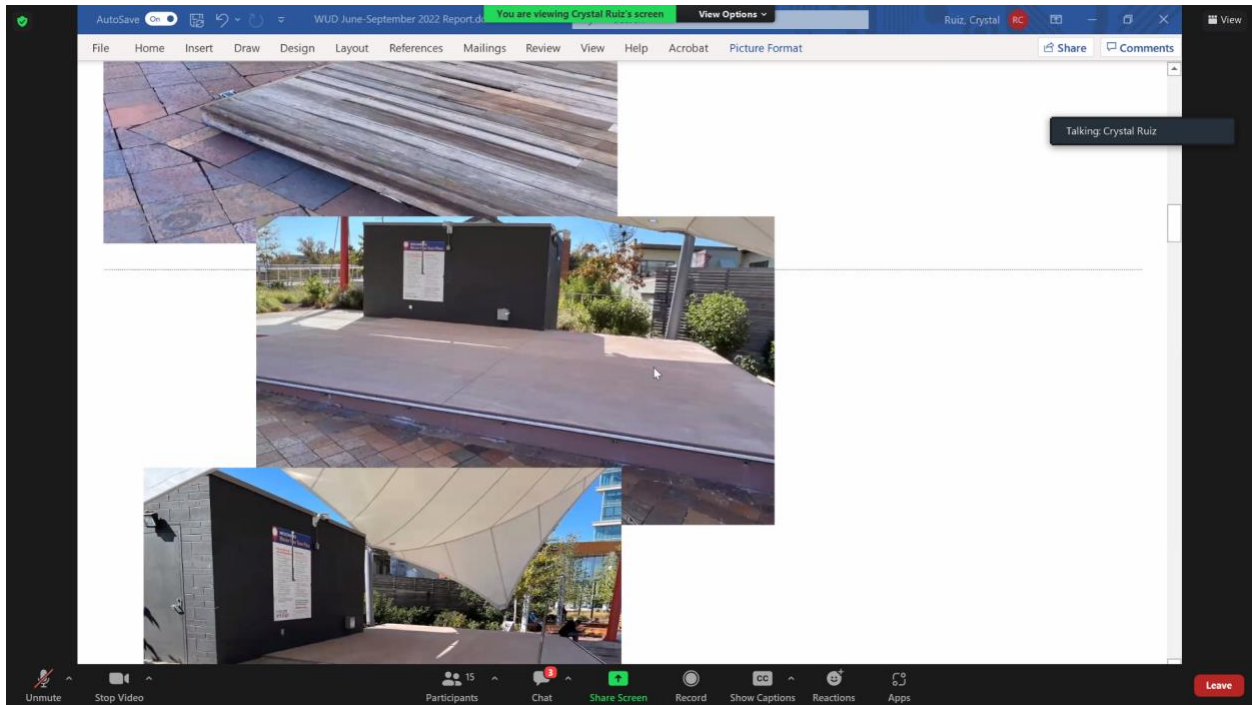 AutoSave On WUD June-September 2022 Report.do
You are viewing Crystal Ruiz's screen View Options
Ruiz, Crystal RC
View
File Home Insert Draw Design Layout References Mailings Review View Help Acrobat Picture Format Share Comments
Talking: Crystal Ruiz
Unmute Stop Video Participants 15 Chat 3 Share Screen Record CC Show Captions Reactions Apps Leave